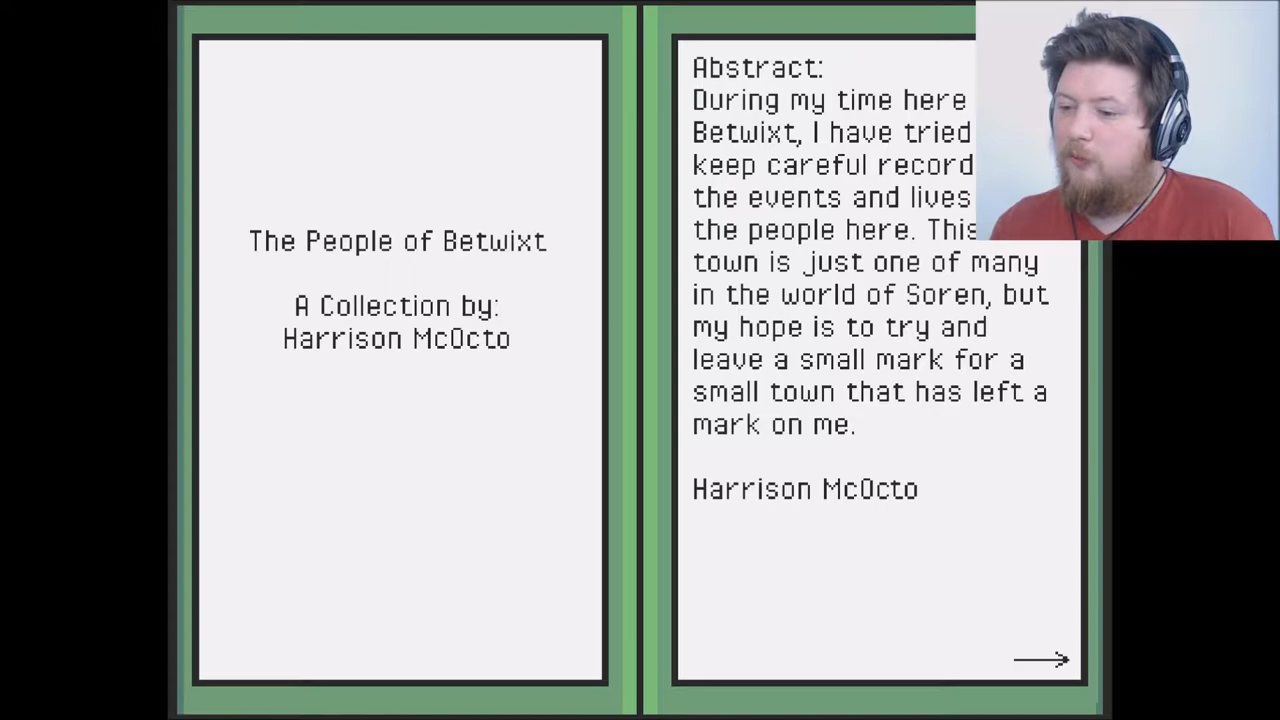 The People of Betwixt
A Collection by:
Harrison McOcto
Abstract:
During my time here
Betwixt, I have tried
keep careful record
the events and lives
the people here. This
town is just one of many
in the world of Soren, but
my hope is to try and
leave a small mark for a
small town that has left a
mark on me.
Harrison McOcto